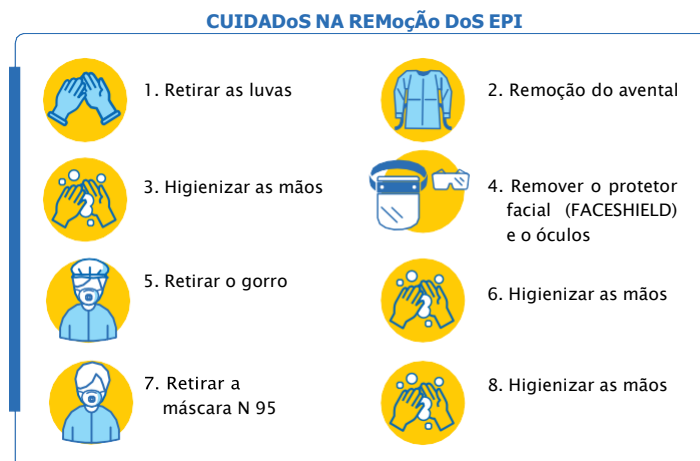 CUIDADoS NA REMoÇÃO DoS EPI
1. Retirar as luvas
2. Remoção do avental
3. Higienizar as mãos
4. Remover o protetor
facial (FACESHIELD)
e o óculos
5. Retirar o gorro
6. Higienizar as mãos
7. Retirar a
máscara N 95
8. Higienizar as mãos